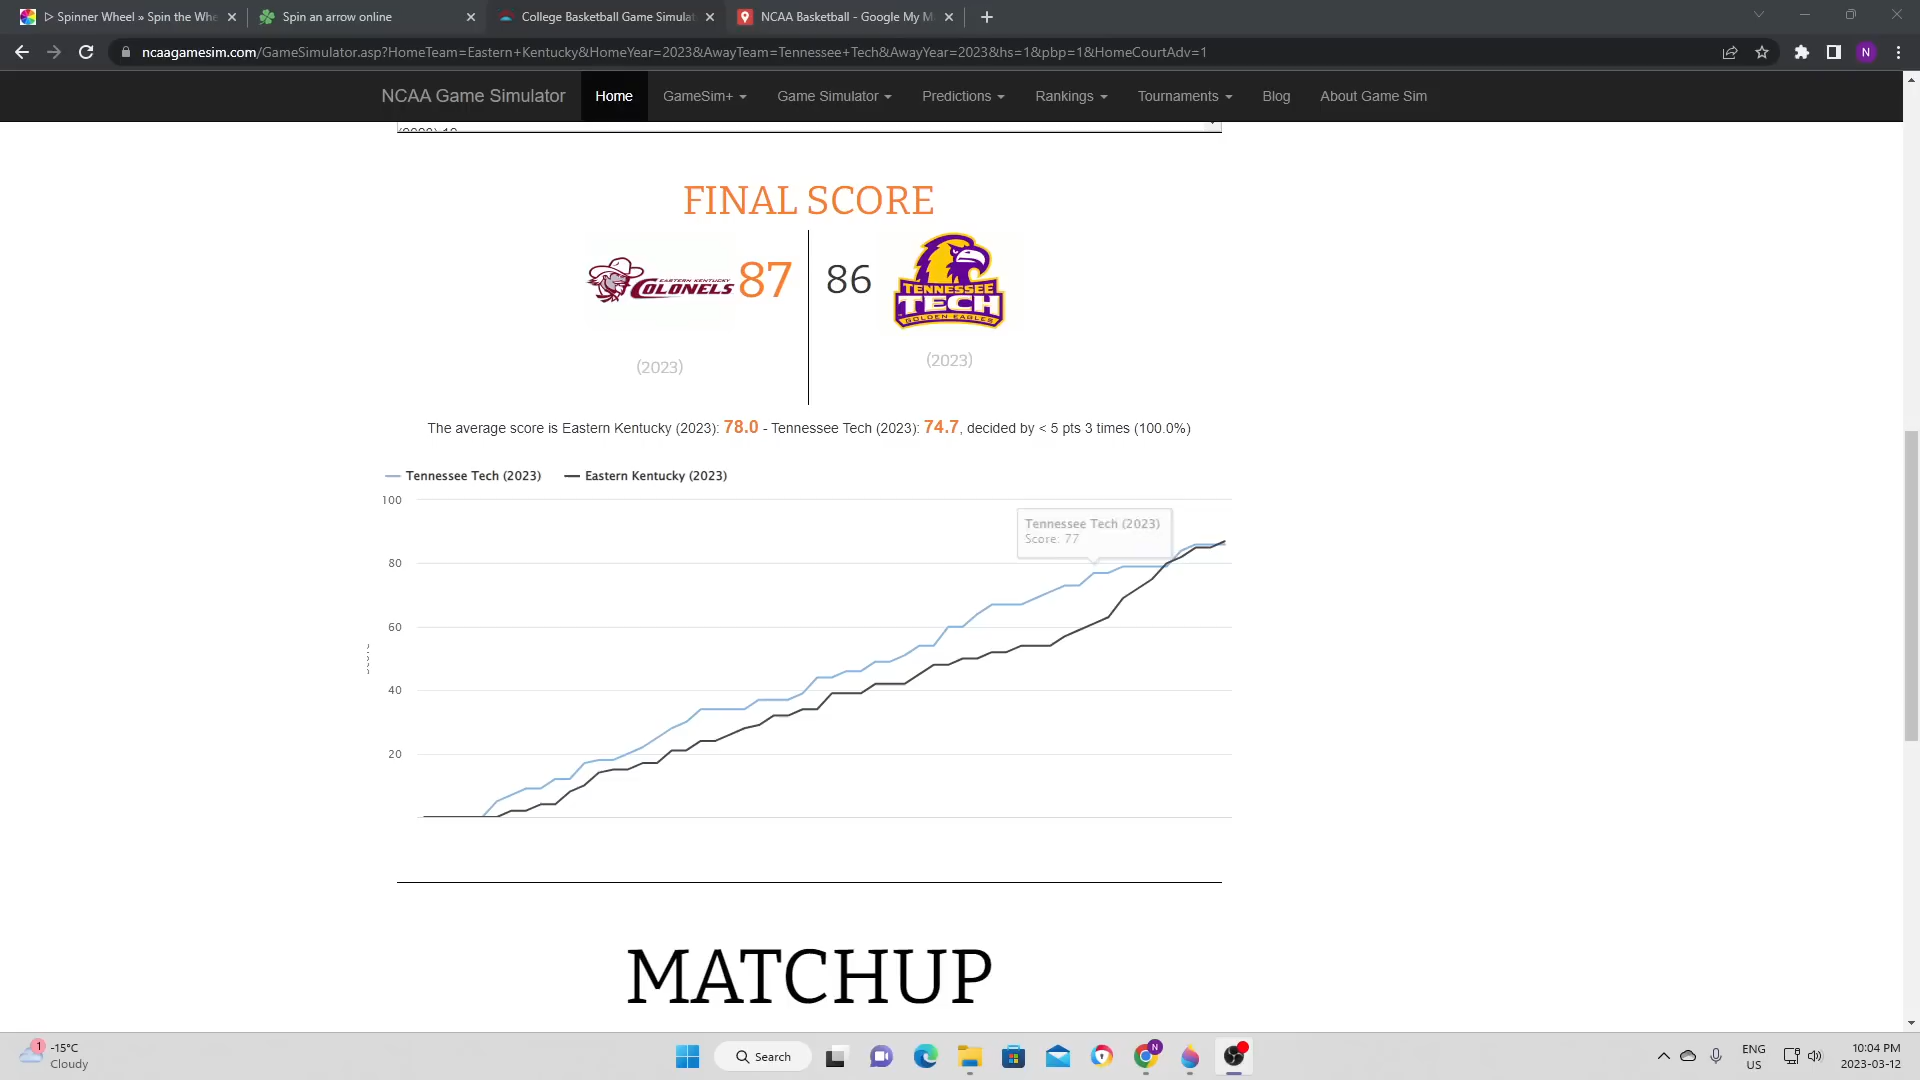 Spinner Wheel » Spin the Whe
Spin an arrow online
College Basketball Game Simulat
NCAA Basketball - Google My M
ncaagamesim.com/GameSimulator.asp?HomeTeam=Eastern+Kentucky&HomeYear=2023&AwayTeam=Tennessee+Tech&AwayYear=2023&hs=1&pbp=1&HomeCourtAdv=1
N
NCAA Game Simulator
Home
GameSim+
Game Simulator
Predictions
Rankings
Tournaments
Blog
About Game Sim
FINAL SCORE
EASTERN KENTUCKY
COLONELS
87
86
TENNESSEE
TECH
GOLDEN EAGLES
(2023)
(2023)
The average score is Eastern Kentucky (2023): 78.0 - Tennessee Tech (2023): 74.7, decided by < 5 pts 3 times (100.0%)
Tennessee Tech (2023)
Eastern Kentucky (2023)
100
Tennessee Tech (2023)
Score: 77
80
60
40
20
MATCHUP
1
-15°C
Cloudy
Search
N
ENG
US
10:04 PM
2023-03-12